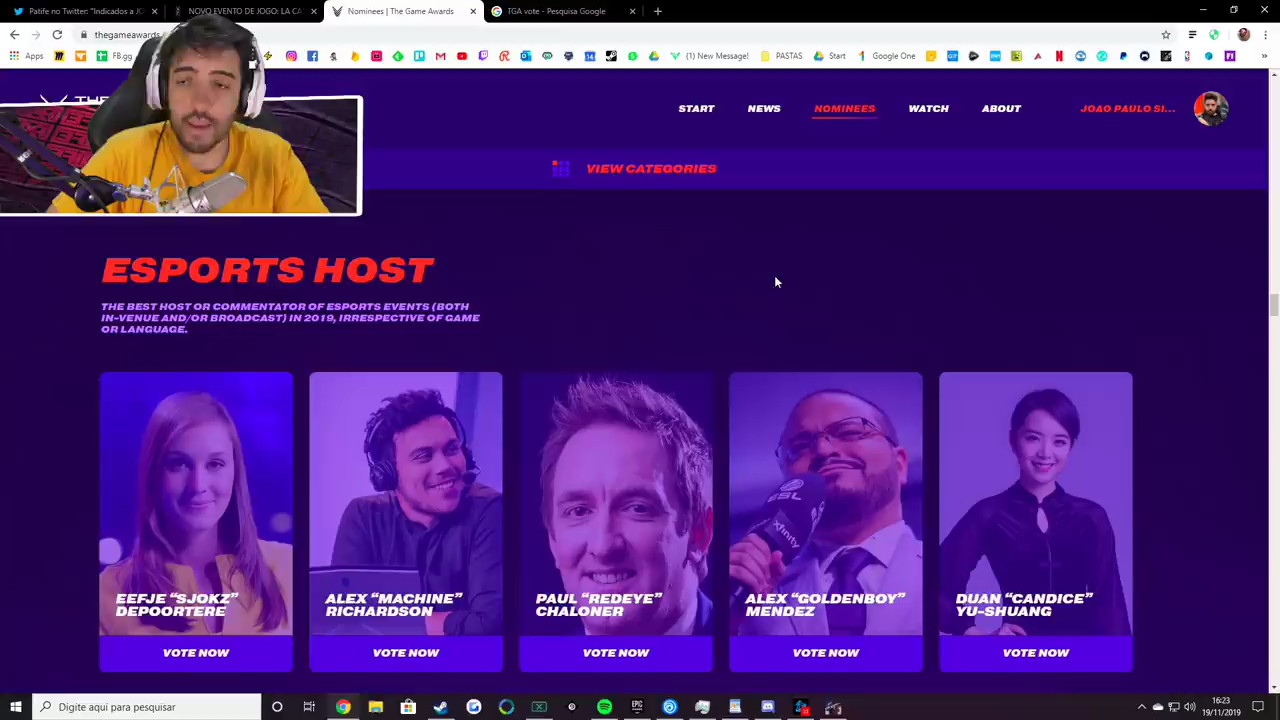 Patife no Twitter: "Indicados a J
NOVO EVENTO DE JOGO: LA CA
Nominees | The Game Awards
TGA vote - Pesquisa Google
thegameawards.
Apps
FB.gg
(1) New Message!
PASTAS
Start
Google One
THE
START
NEWS
NOMINEES
WATCH
ABOUT
JOAO PAULO SI...
VIEW CATEGORIES
ESPORTS HOST
THE BEST HOST OR COMMENTATOR OF ESPORTS EVENTS (BOTH
IN-VENUE AND/OR BROADCAST) IN 2019, IRRESPECTIVE OF GAME
OR LANGUAGE.
ESL
xfinity
EEFJE “SJOKZ”
DEPOORTERE
ALEX “MACHINE”
RICHARDSON
PAUL “REDEYE”
CHALONER
ALEX “GOLDENBOY”
MENDEZ
DUAN “CANDICE”
YU-SHUANG
VOTE NOW
VOTE NOW
VOTE NOW
VOTE NOW
VOTE NOW
Digite aqui para pesquisar
EPIC
16:23
19/11/2019